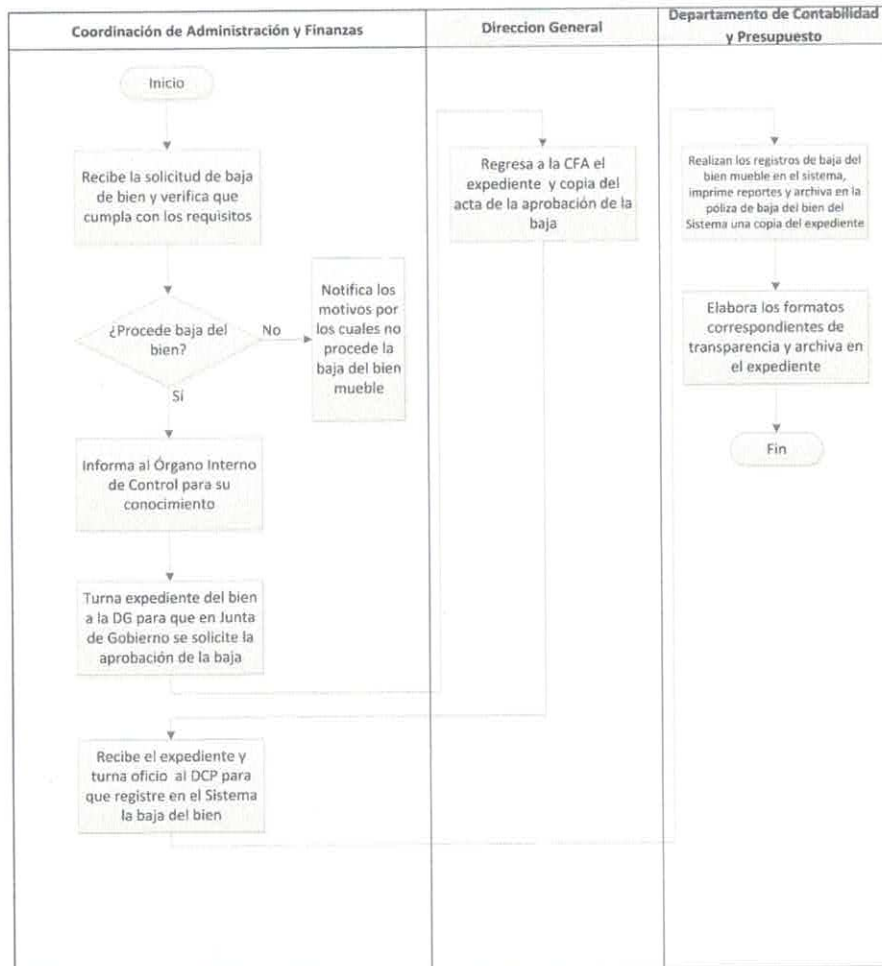 Coordinación de Administración y Finanzas
Direccion General
Departamento de Contabilidad
y Presupuesto
Inicio
Recibe la solicitud de baja
de bien y verifica que
cumpla con los requisitos
¿Procede baja del
bien?
No
Notifica los
motivos por
los cuales no
procede la
baja del bien
mueble
Sí
Informa al Órgano Interno
de Control para su
conocimiento
Turna expediente del bien
a la DG para que en Junta
de Gobierno se solicite la
aprobación de la baja
Regresa a la CFA el
expediente y copia del
acta de la aprobación de la
baja
Recibe el expediente y
turna oficio al DCP para
que registre en el Sistema
la baja del bien
Realizan los registros de baja del
bien mueble en el sistema,
imprime reportes y archiva en la
póliza de baja del bien del
Sistema una copia del expediente
Elabora los formatos
correspondientes de
transparencia y archiva en
el expediente
Fin